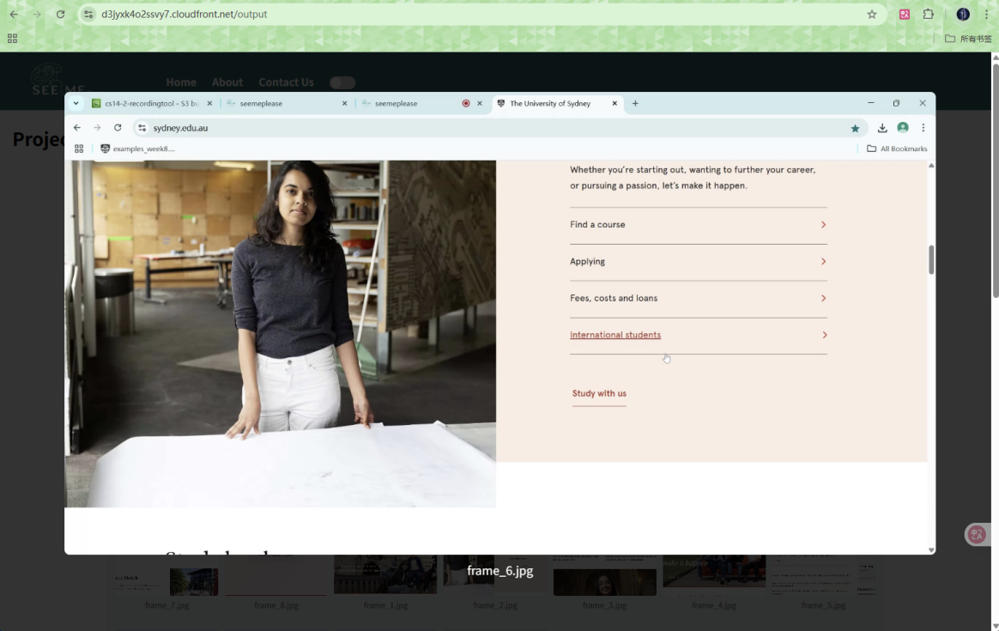 d3jyxk4o2ssvy7.cloudfront.net/output
所有书签
SEE ME
Home About Contact Us
Projec
cs14-2-recordingtool - S3 bu
seemeplease
seemeplease
The University of Sydney
sydney.edu.au
examples_week8....
All Bookmarks
Whether you're starting out, wanting to further your career,
or pursuing a passion, let's make it happen.
Find a course
Applying
Fees, costs and loans
International students
Study with us
frame_6.jpg
frame_7.jpg
frame_8.jpg
frame_1.jpg
frame_2.jpg
frame_3.jpg
frame_4.jpg
frame_5.jpg